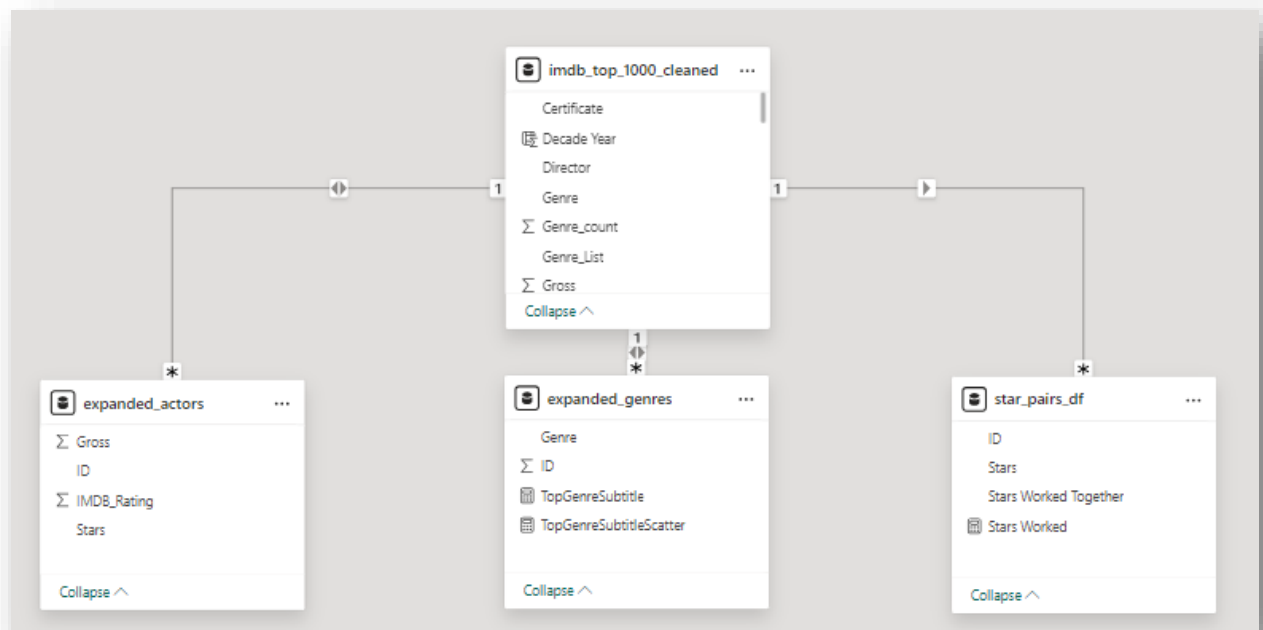 imdb_top_1000_cleaned ...
Certificate
Decade Year
Director
Genre
Σ Genre_count
Genre_List
Σ Gross
Collapse
1
1
1
*
*
*
expanded_actors ...
Σ Gross
ID
Σ IMDB_Rating
Stars
Collapse
expanded_genres ...
Genre
Σ ID
TopGenreSubtitle
TopGenreSubtitleScatter
Collapse
star_pairs_df ...
ID
Stars
Stars Worked Together
Stars Worked
Collapse